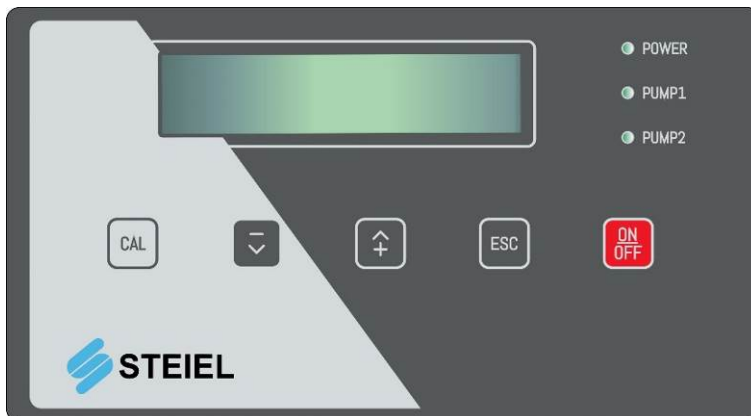 POWER
PUMP1
PUMP2
CAL
ESC
ON
OFF
STEIEL